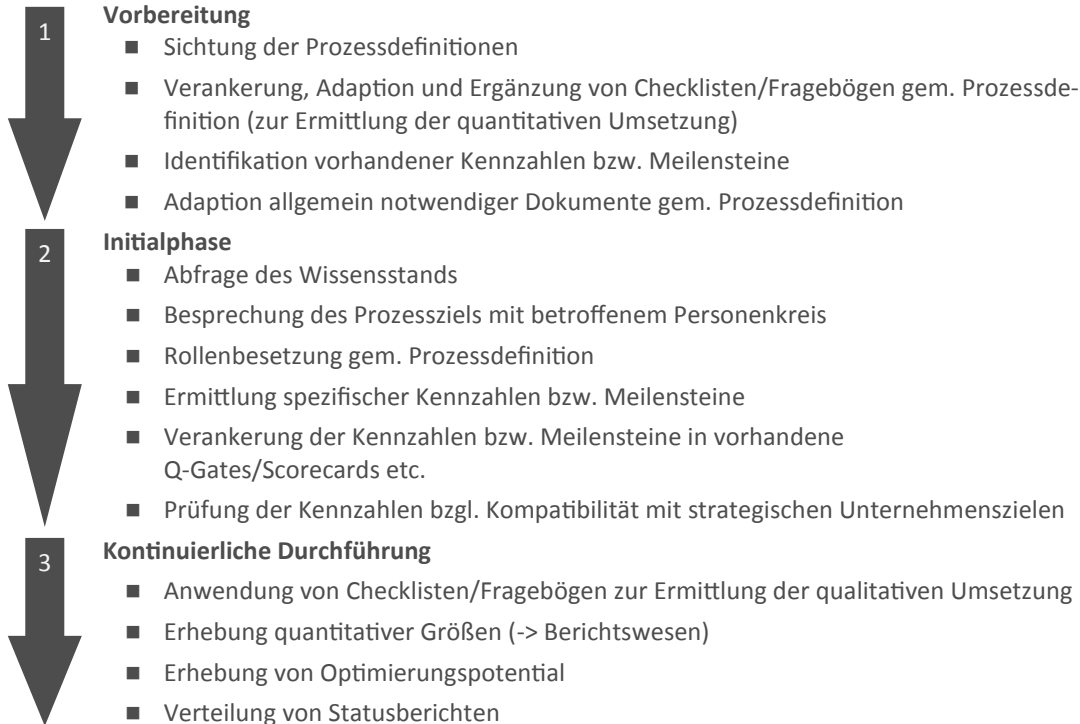 1
Vorbereitung
■ Sichtung der Prozessdefinitionen
■ Verankerung, Adaption und Ergänzung von Checklisten/Fragebögen gem. Prozessde-
finition (zur Ermittlung der quantitativen Umsetzung)
■ Identifikation vorhandener Kennzahlen bzw. Meilensteine
■ Adaption allgemein notwendiger Dokumente gem. Prozessdefinition
2
Initialphase
■ Abfrage des Wissensstands
■ Besprechung des Prozessziels mit betroffenem Personenkreis
■ Rollenbesetzung gem. Prozessdefinition
■ Ermittlung spezifischer Kennzahlen bzw. Meilensteine
■ Verankerung der Kennzahlen bzw. Meilensteine in vorhandene
Q-Gates/Scorecards etc.
■ Prüfung der Kennzahlen bzgl. Kompatibilität mit strategischen Unternehmenszielen
3
Kontinuierliche Durchführung
■ Anwendung von Checklisten/Fragebögen zur Ermittlung der qualitativen Umsetzung
■ Erhebung quantitativer Größen (-> Berichtswesen)
■ Erhebung von Optimierungspotential
■ Verteilung von Statusberichten